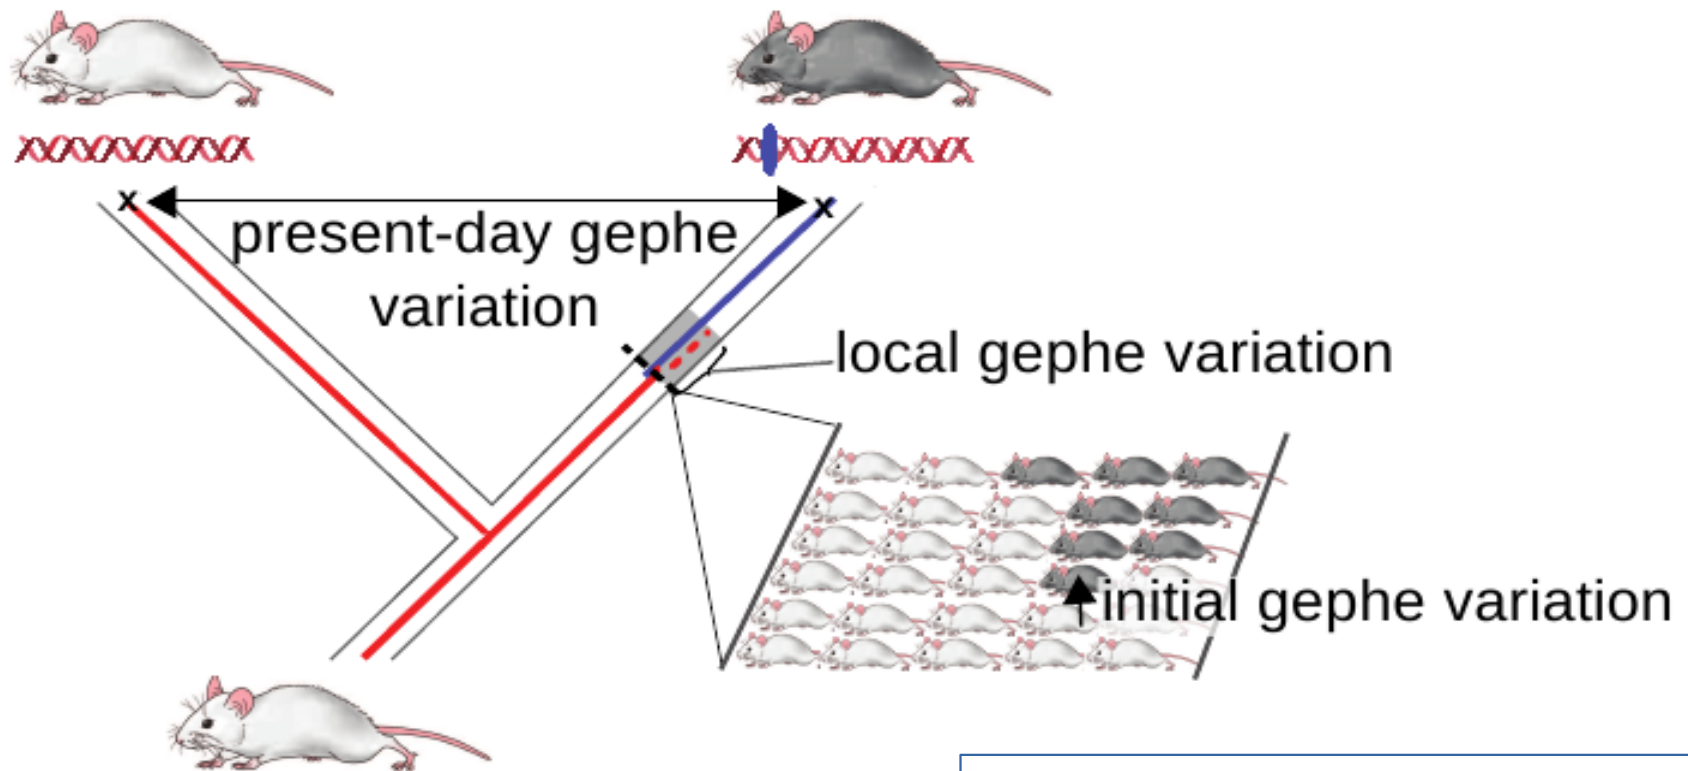 x
x
present-day gephe
variation
local gephe variation
initial gephe variation